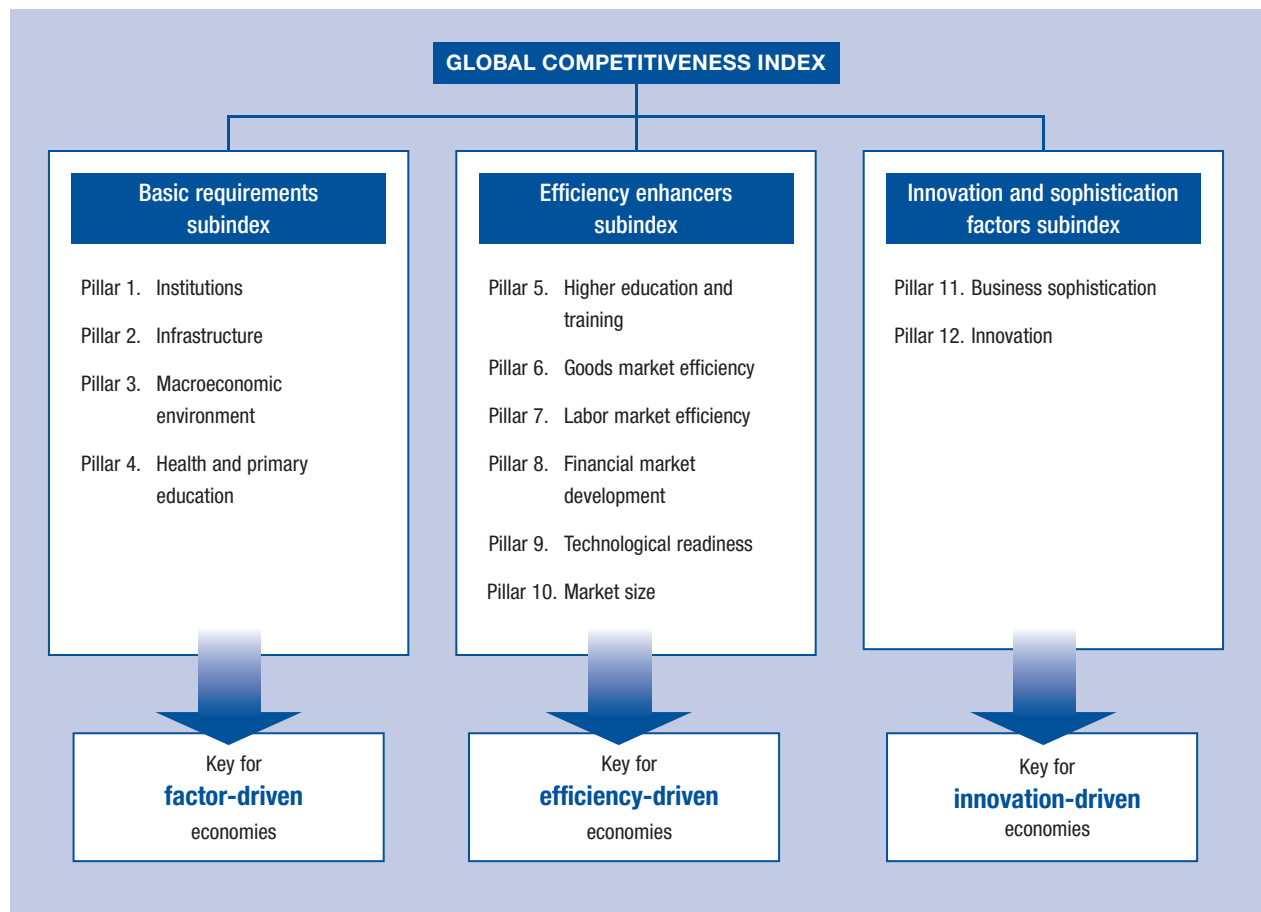 GLOBAL COMPETITIVENESS INDEX
Basic requirements
subindex
Pillar 1. Institutions
Pillar 2. Infrastructure
Pillar 3. Macroeconomic
environment
Pillar 4. Health and primary
education
Key for
factor-driven
economies
Efficiency enhancers
subindex
Pillar 5. Higher education and
training
Pillar 6. Goods market efficiency
Pillar 7. Labor market efficiency
Pillar 8. Financial market
development
Pillar 9. Technological readiness
Pillar 10. Market size
Key for
efficiency-driven
economies
Innovation and sophistication
factors subindex
Pillar 11. Business sophistication
Pillar 12. Innovation
Key for
innovation-driven
economies